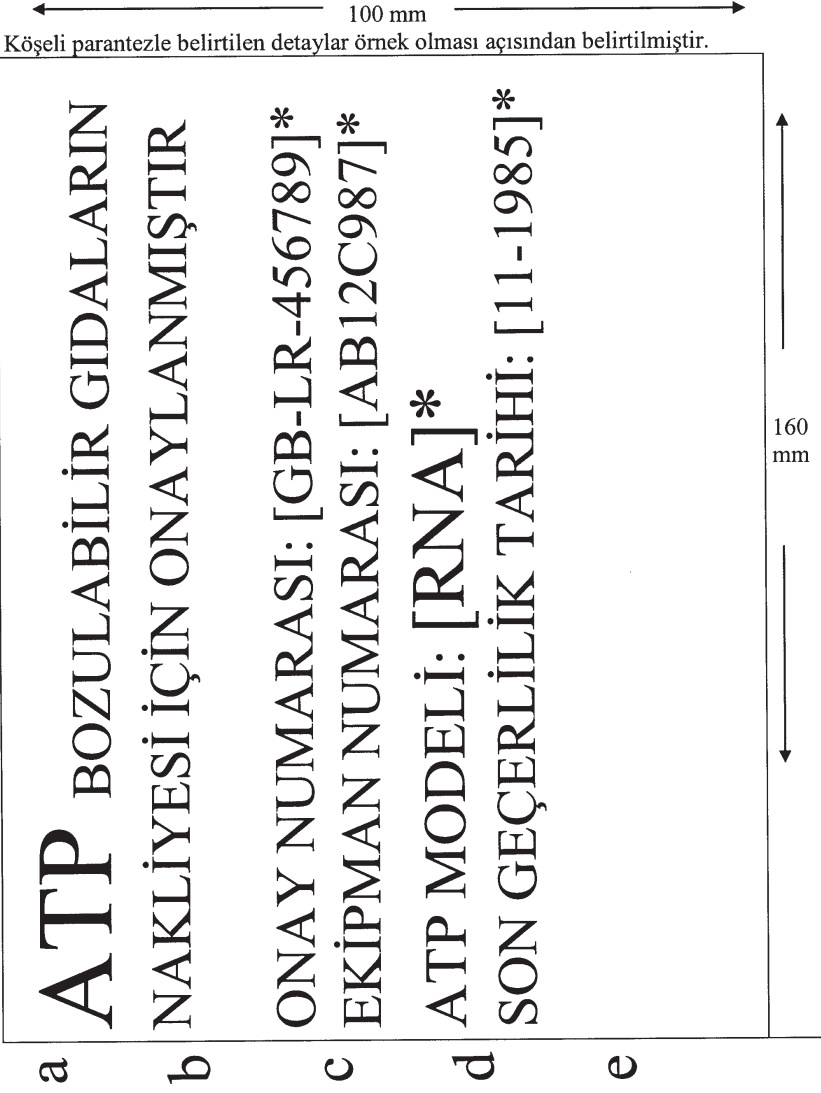 100 mm
Köşeli parantezle belirtilen detaylar örnek olması açısından belirtilmiştir.
ATP BOZULABİLİR GIDALARIN
NAKLİYESİ İÇİN ONAYLANMIŞTIR
ONAY NUMARASI: [GB-LR-456789]*
EKİPMAN NUMARASI: [AB12C987]*
ATP MODELİ: [RNA]*
SON GEÇERLİLİK TARİHİ: [11-1985]*
160
mm
a
b
c
d
e